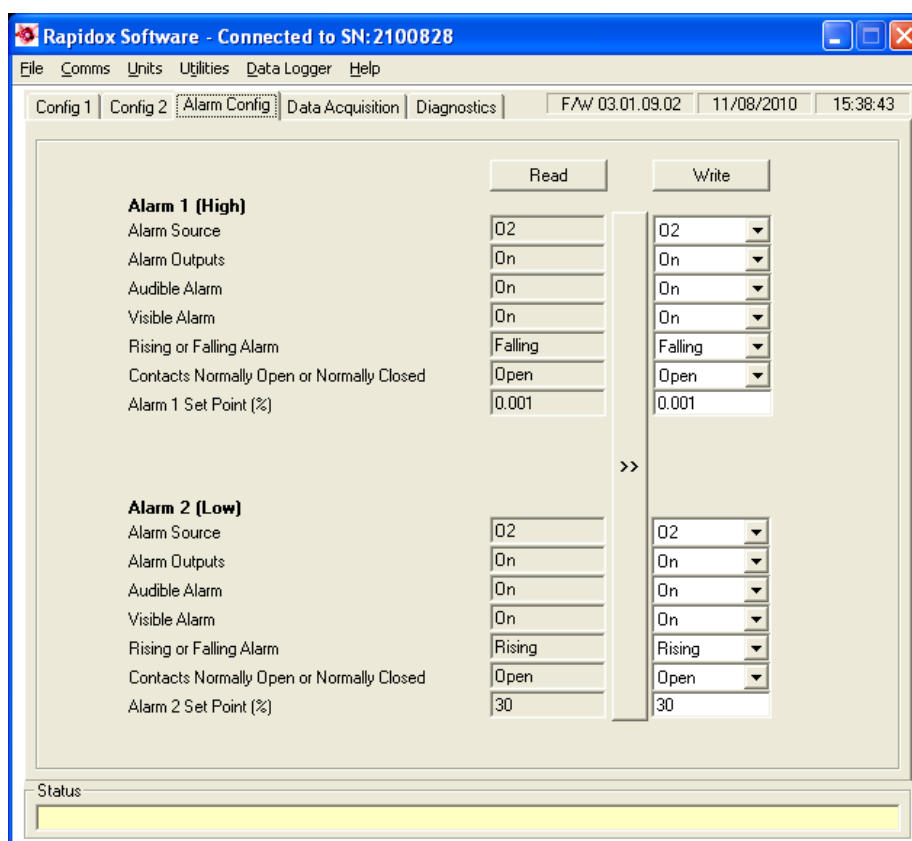 Rapidox Software - Connected to SN:2100828
File Comms Units Utilities Data Logger Help
Config 1 Config 2 Alarm Config Data Acquisition Diagnostics F/W 03.01.09.02 11/08/2010 15:38:43
Read Write
Alarm 1 (High)
Alarm Source O2 O2
Alarm Outputs On On
Audible Alarm On On
Visible Alarm On On
Rising or Falling Alarm Falling Falling
Contacts Normally Open or Normally Closed Open Open
Alarm 1 Set Point (%) 0.001 0.001
>>
Alarm 2 (Low)
Alarm Source O2 O2
Alarm Outputs On On
Audible Alarm On On
Visible Alarm On On
Rising or Falling Alarm Rising Rising
Contacts Normally Open or Normally Closed Open Open
Alarm 2 Set Point (%) 30 30
Status